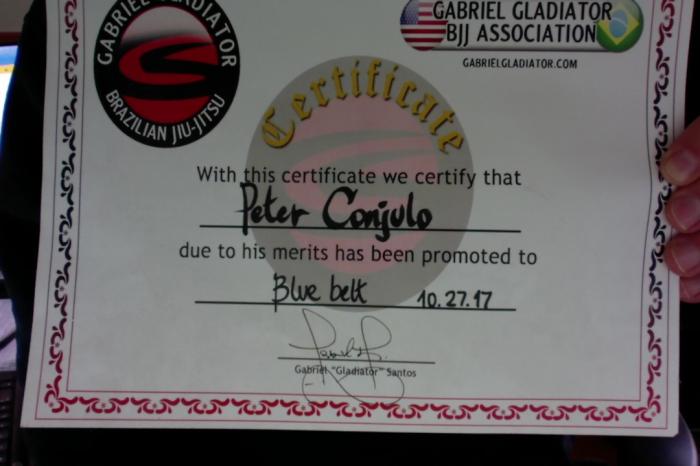 GABRIEL GLADIATOR
BRAZILIAN JIU-JITSU
GABRIEL GLADIATOR
BJJ ASSOCIATION
GABRIELGLADIATOR.COM
Certificate
With this certificate we certify that
Peter Conjulo
due to his merits has been promoted to
Blue belt 10.27.17
Gabriel "Gladiator" Santos